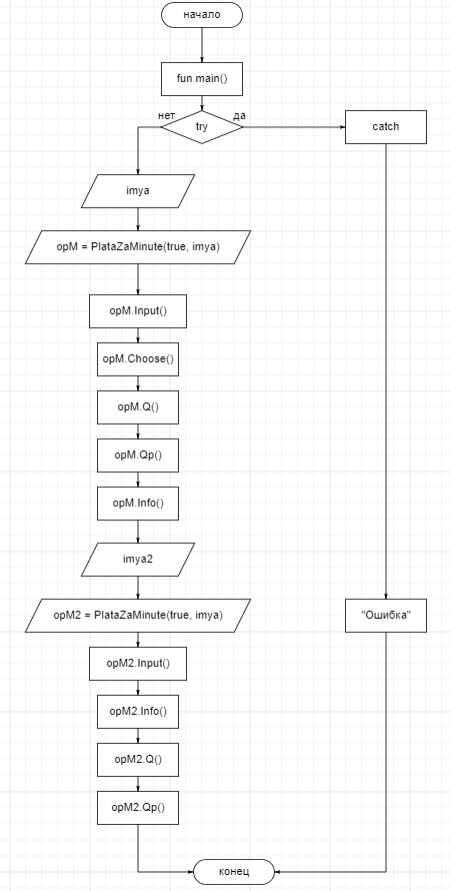 начало
fun main()
нет
да
try
catch
imya
opM = PlataZaMinute(true, imya)
opM.Input()
opM.Choose()
opM.Q()
opM.Qp()
opM.Info()
imya2
opM2 = PlataZaMinute(true, imya)
"Ошибка"
opM2.Input()
opM2.Info()
opM2.Q()
opM2.Qp()
конец